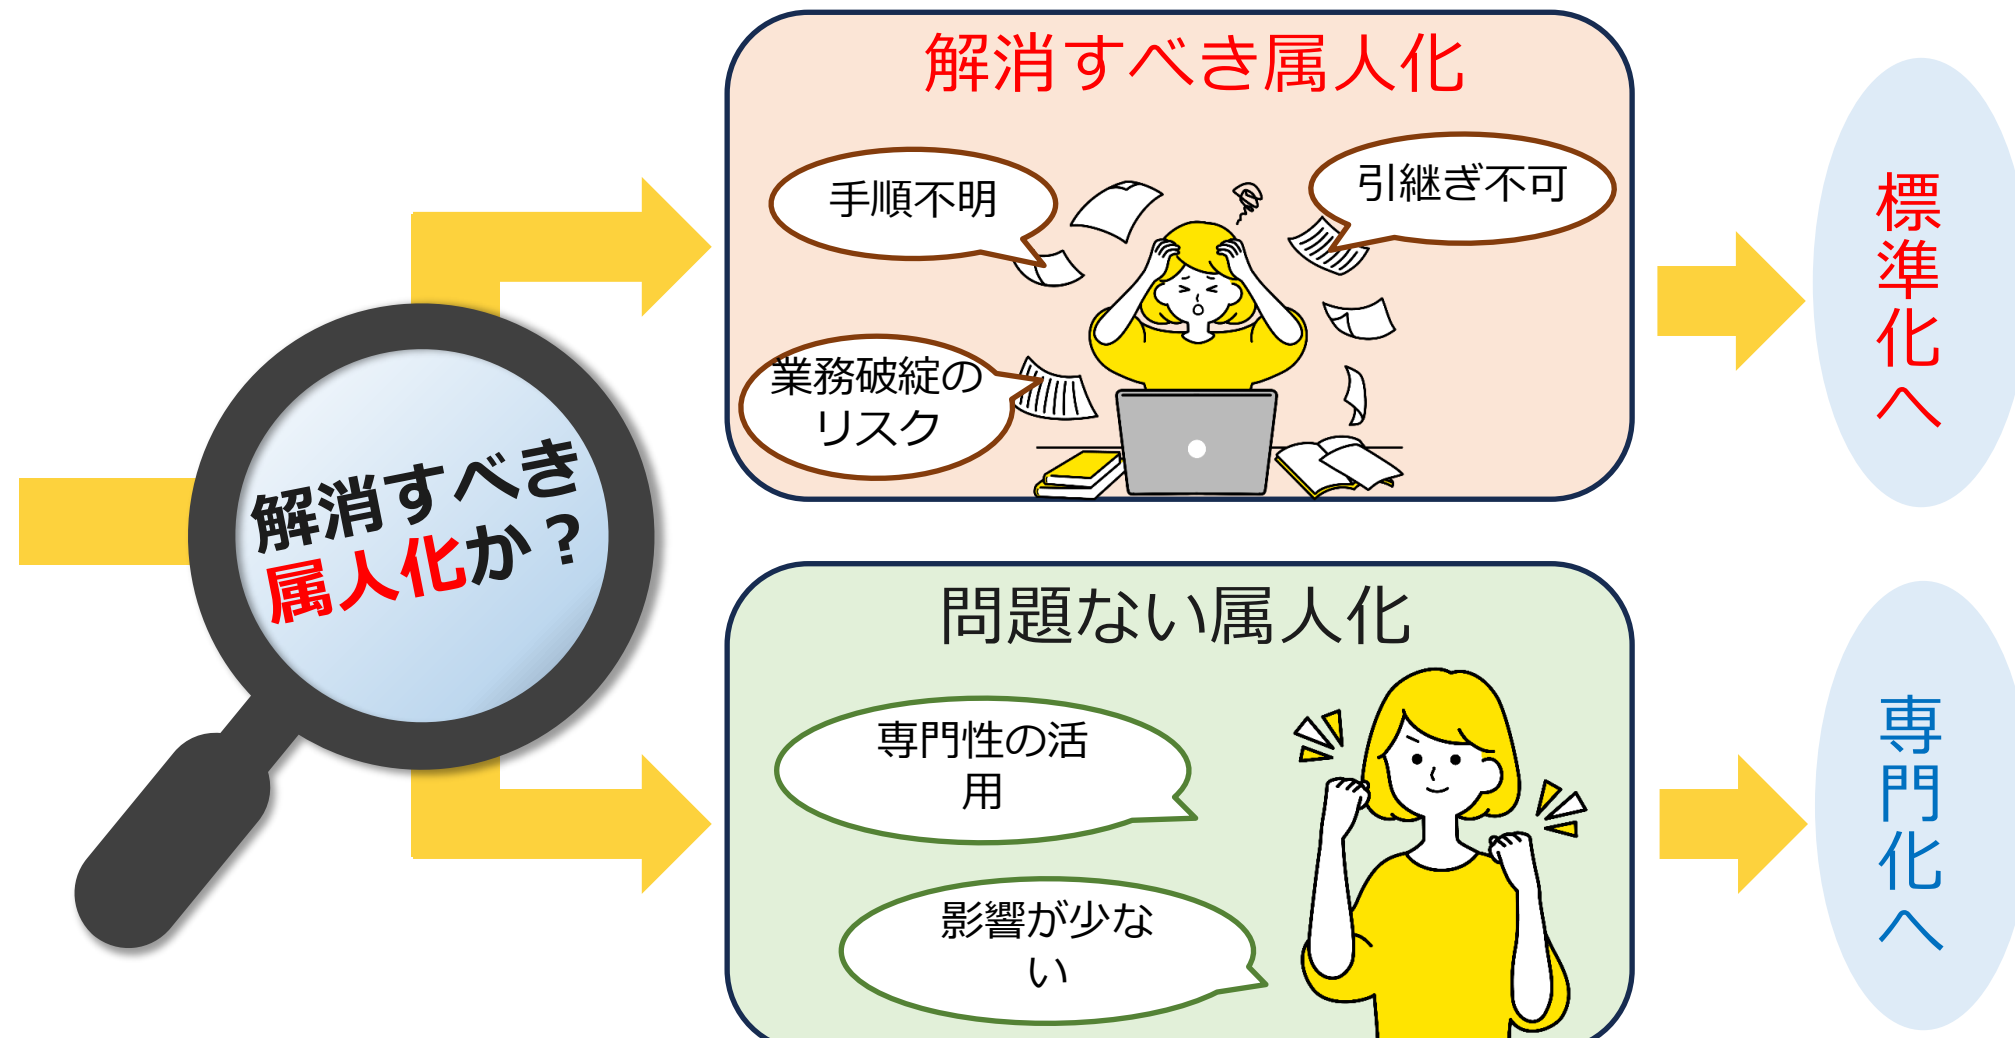 解消すべき
属人化か？
解消すべき属人化
手順不明
引継ぎ不可
業務破綻の
リスク
標準化へ
問題ない属人化
専門性の活
用
影響が少な
い
専門化へ